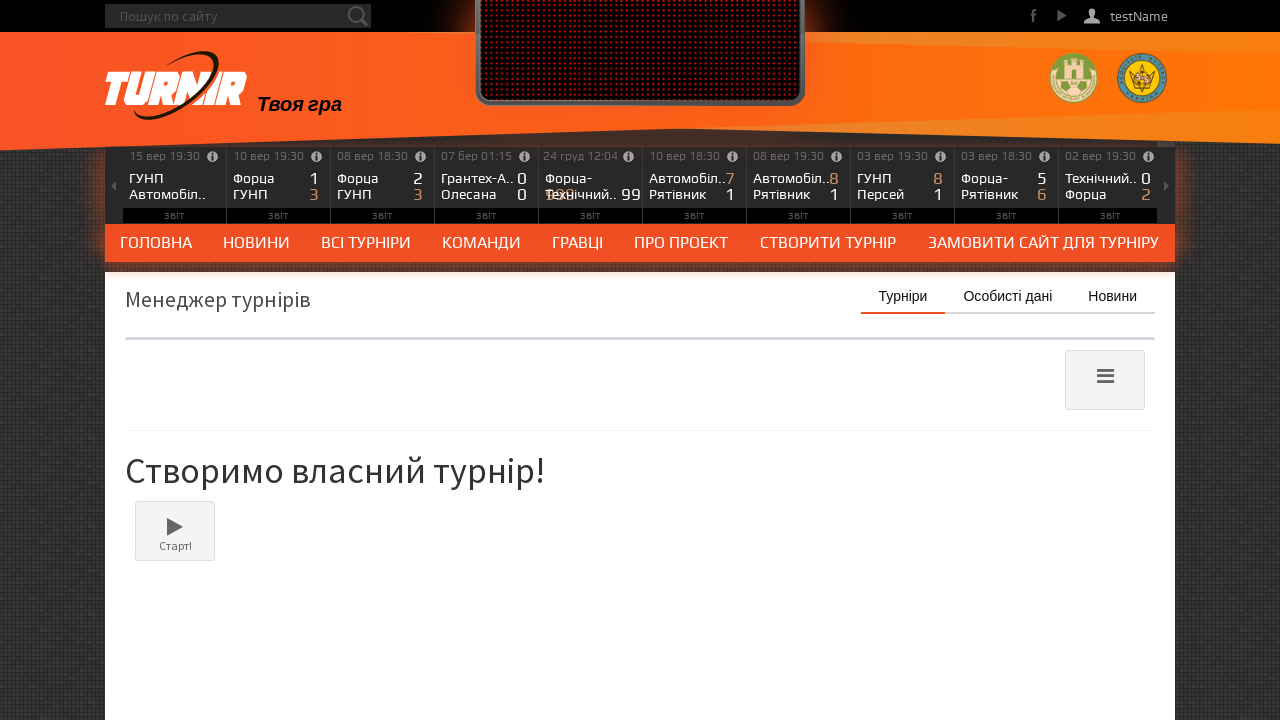 Пошук по сайту
testName
TURNIR
Твоя гра
15 вер 19:30
ГУНП
Автомобіл..
звіт
10 вер 19:30
Форца 1
ГУНП 3
звіт
08 вер 18:30
Форца 2
ГУНП 3
звіт
07 бер 01:15
Грантех-А.. 0
Олесана 0
звіт
24 груд 12:04
Форца- 999
Технічний.. 99
звіт
10 вер 18:30
Автомобіл.. 7
Рятівник 1
звіт
08 вер 19:30
Автомобіл.. 8
Рятівник 1
звіт
03 вер 19:30
ГУНП 8
Персей 1
звіт
03 вер 18:30
Форца- 5
Рятівник 6
звіт
02 вер 19:30
Технічний.. 0
Форца 2
звіт
ГОЛОВНА НОВИНИ ВСІ ТУРНІРИ КОМАНДИ ГРАВЦІ ПРО ПРОЕКТ СТВОРИТИ ТУРНІР ЗАМОВИТИ САЙТ ДЛЯ ТУРНІРУ
Менеджер турнірів
Турніри Особисті дані Новини
Створимо власний турнір!
Старт!